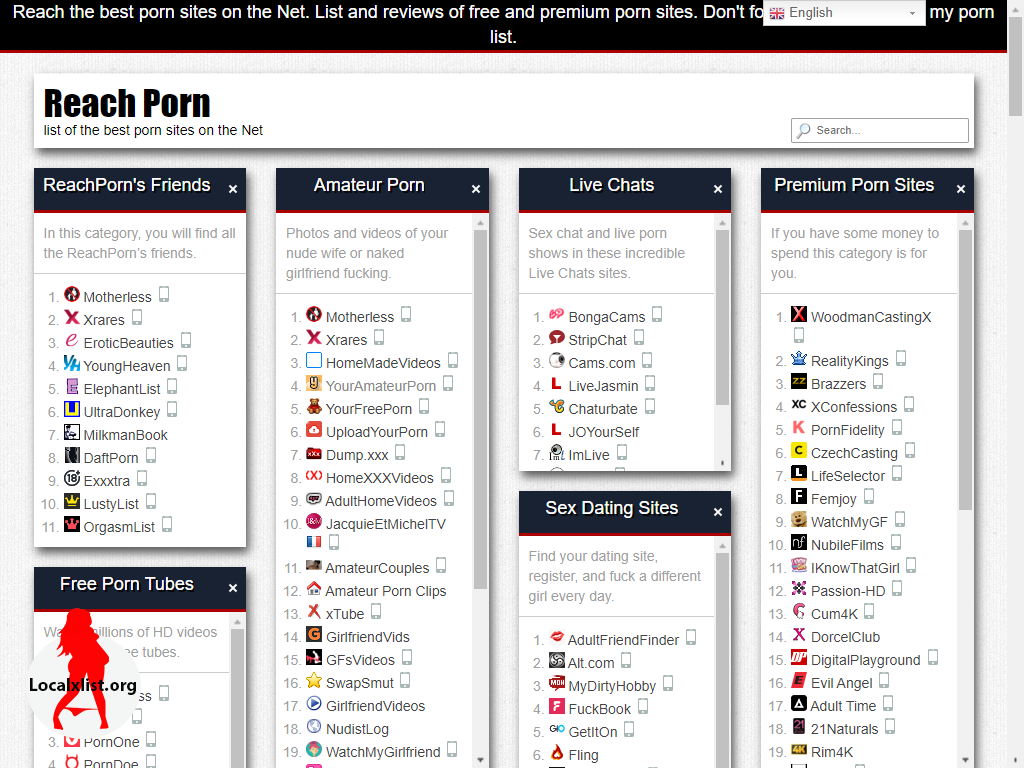 Reach the best porn sites on the Net. List and reviews of free and premium porn sites. Don't fo
English
my porn
list.
Reach Porn
list of the best porn sites on the Net
Search...
ReachPorn's Friends ×
In this category, you will find all
the ReachPorn's friends.
1. Motherless
2. Xrares
3. EroticBeauties
4. YoungHeaven
5. ElephantList
6. UltraDonkey
7. MilkmanBook
8. DaftPorn
9. Exxxtra
10. LustyList
11. OrgasmList
Free Porn Tubes ×
millions of HD videos
ee tubes.
Localxlist.org
ss
3. PornOne
4. PornDoe
Amateur Porn ×
Photos and videos of your
nude wife or naked
girlfriend fucking.
1. Motherless
2. Xrares
3. HomeMadeVideos
4. YourAmateurPorn
5. YourFreePorn
6. UploadYourPorn
7. Dump.xxx
8. HomeXXXVideos
9. AdultHomeVideos
10. JacquieEtMichelTV
11. AmateurCouples
12. Amateur Porn Clips
13. xTube
14. GirlfriendVids
15. GFsVideos
16. SwapSmut
17. GirlfriendVideos
18. NudistLog
19. WatchMyGirlfriend
Live Chats ×
Sex chat and live porn
shows in these incredible
Live Chats sites.
1. BongaCams
2. StripChat
3. Cams.com
4. LiveJasmin
5. Chaturbate
6. JOYourSelf
7. ImLive
Sex Dating Sites ×
Find your dating site,
register, and fuck a different
girl every day.
1. AdultFriendFinder
2. Alt.com
3. MyDirtyHobby
4. FuckBook
5. GetItOn
6. Fling
Premium Porn Sites ×
If you have some money to
spend this category is for
you.
1. WoodmanCastingX
2. RealityKings
3. Brazzers
4. XConfessions
5. PornFidelity
6. CzechCasting
7. LifeSelector
8. Femjoy
9. WatchMyGF
10. NubileFilms
11. IKnowThatGirl
12. Passion-HD
13. Cum4K
14. DorcelClub
15. DigitalPlayground
16. Evil Angel
17. Adult Time
18. 21Naturals
19. Rim4K